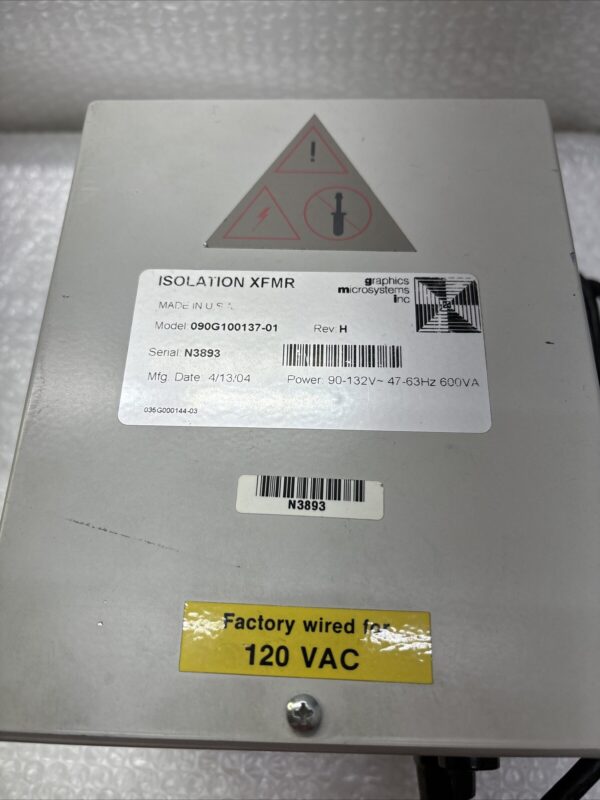 !
ISOLATION XFMR
graphics
microsystems
inc
MADE IN U.S.A.
Model: 090G100137-01 Rev: H
Serial: N3893
Mfg. Date: 4/13/04 Power: 90-132V~ 47-63Hz 600VA
036G000144-03
N3893
Factory wired for
120 VAC